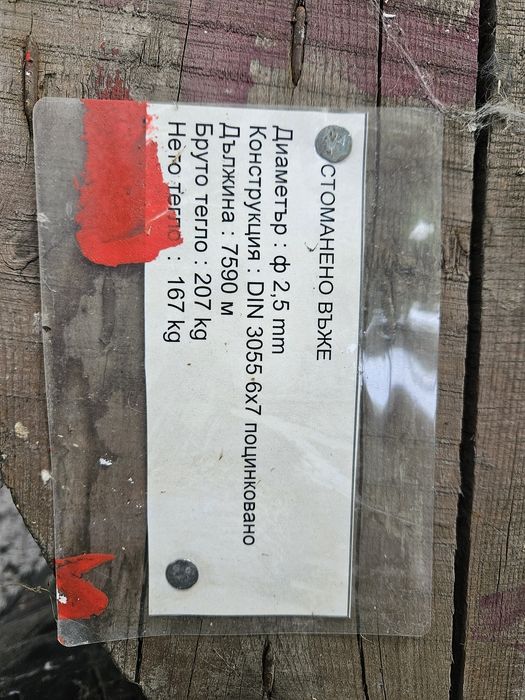 СТОМАНЕНО ВЪЖЕ
Диаметър : ф 2,5 mm
Конструкция : DIN 3055 6x7 поцинковано
Дължина : 7590 м
Бруто тегло : 207 kg
Нето тегло : 167 kg